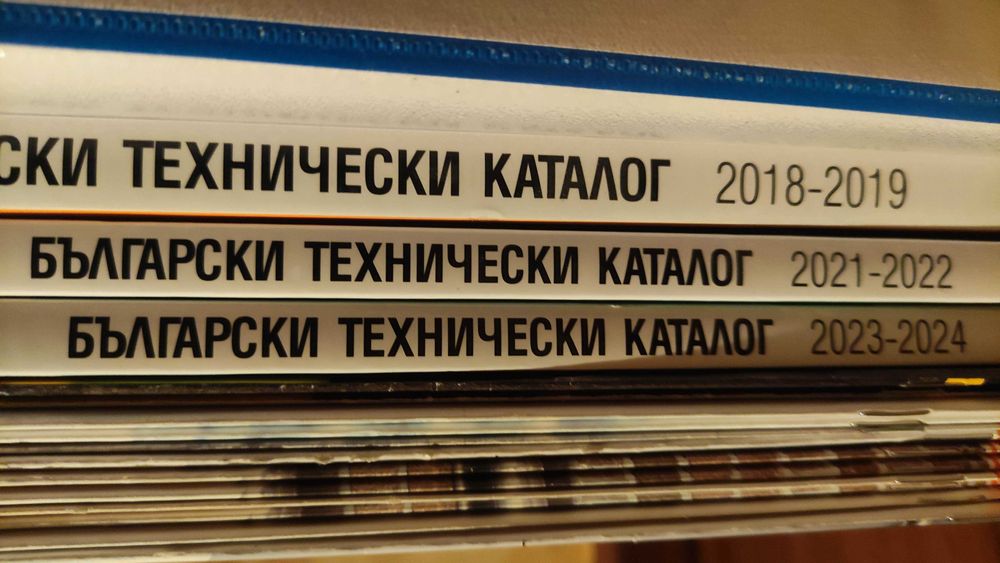 СКИ ТЕХНИЧЕСКИ КАТАЛОГ 2018-2019
БЪЛГАРСКИ ТЕХНИЧЕСКИ КАТАЛОГ 2021-2022
БЪЛГАРСКИ ТЕХНИЧЕСКИ КАТАЛОГ 2023-2024